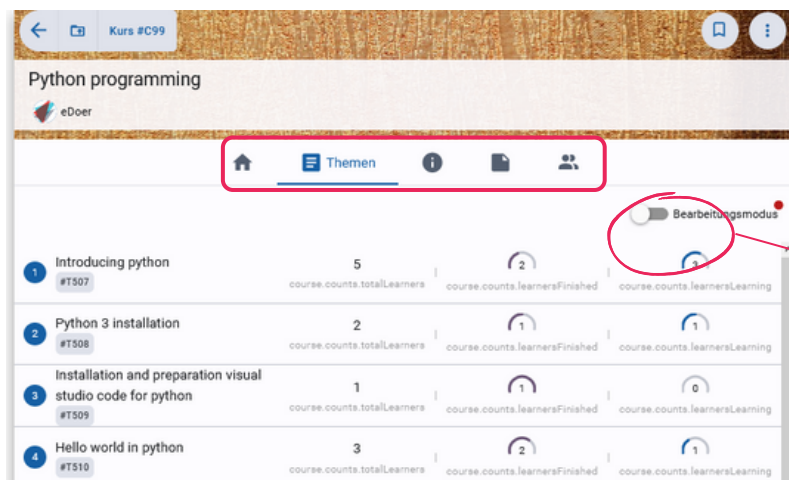 Kurs #C99
Python programming
eDoer
Themen
Bearbeitungsmodus
1 Introducing python 5 2 3
#T507 course.counts.totalLearners course.counts.learnersFinished course.counts.learnersLearning
2 Python 3 installation 2 1 1
#T508 course.counts.totalLearners course.counts.learnersFinished course.counts.learnersLearning
3 Installation and preparation visual
studio code for python 1 1 0
#T509 course.counts.totalLearners course.counts.learnersFinished course.counts.learnersLearning
4 Hello world in python 3 2 1
#T510 course.counts.totalLearners course.counts.learnersFinished course.counts.learnersLearning